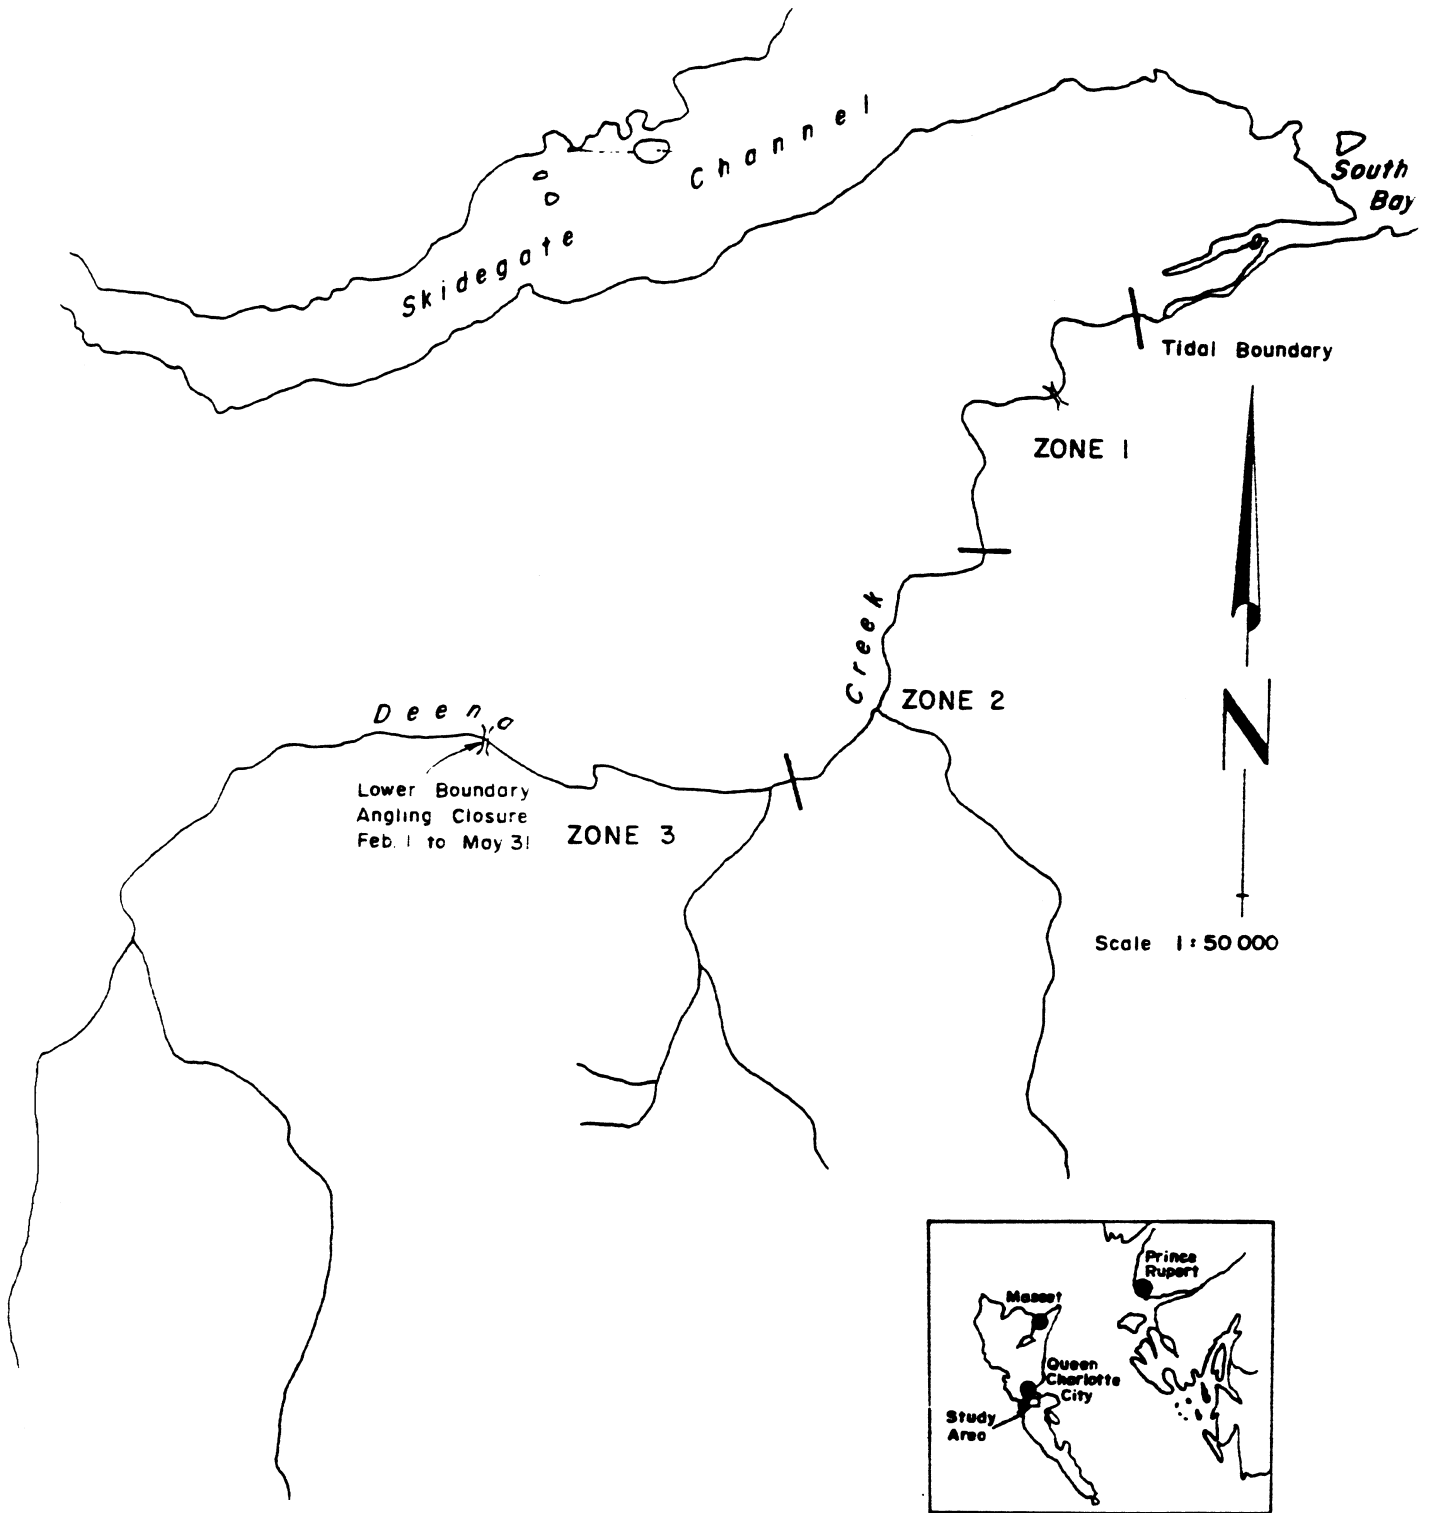 Skidegate Channel
South
Bay
Tidal Boundary
ZONE 1
Creek
ZONE 2
Deena
Lower Boundary
Angling Closure
Feb. 1 to May 31
ZONE 3
N
Scale 1:50 000
Prince
Rupert
Masset
Queen
Charlotte
City
Study
Area